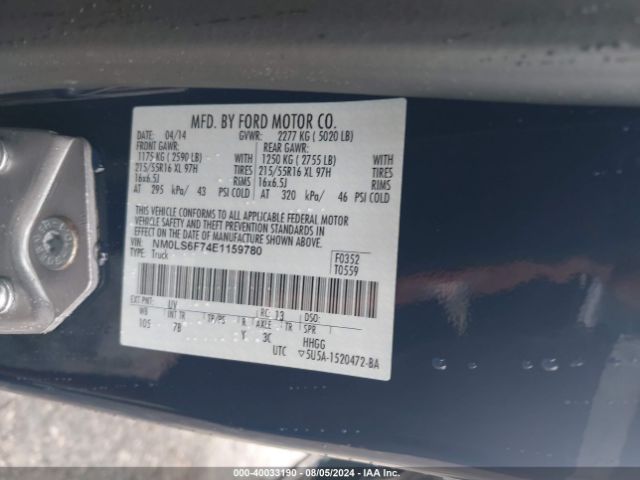 MFD. BY FORD MOTOR CO.
DATE: 04/14 GVWR: 2277 KG ( 5020 LB)
FRONT GAWR: REAR GAWR:
1175 KG ( 2590 LB) WITH 1250 KG ( 2755 LB) WITH
215/55R16 XL 97H TIRES 215/55R16 XL 97H TIRES
16x6.5J RIMS 16x6.5J RIMS
AT 295 kPa/ 43 PSI COLD AT 320 kPa/ 46 PSI COLD
THIS VEHICLE CONFORMS TO ALL APPLICABLE FEDERAL MOTOR
VEHICLE SAFETY AND THEFT PREVENTION STANDARDS IN EFFECT
ON THE DATE OF MANUFACTURE SHOWN ABOVE.
VIN: NM0LS6F74E1159780
TYPE: Truck
F0352
T0559
EXT PNT: UV RC: 13 DSO:
WB INT TR TP/PS R AXLE TR SPR
105 7B Y 3C HHGG
UTC ▽5U5A-1520472-BA
000-40033190 - 08/05/2024 - IAA Inc.